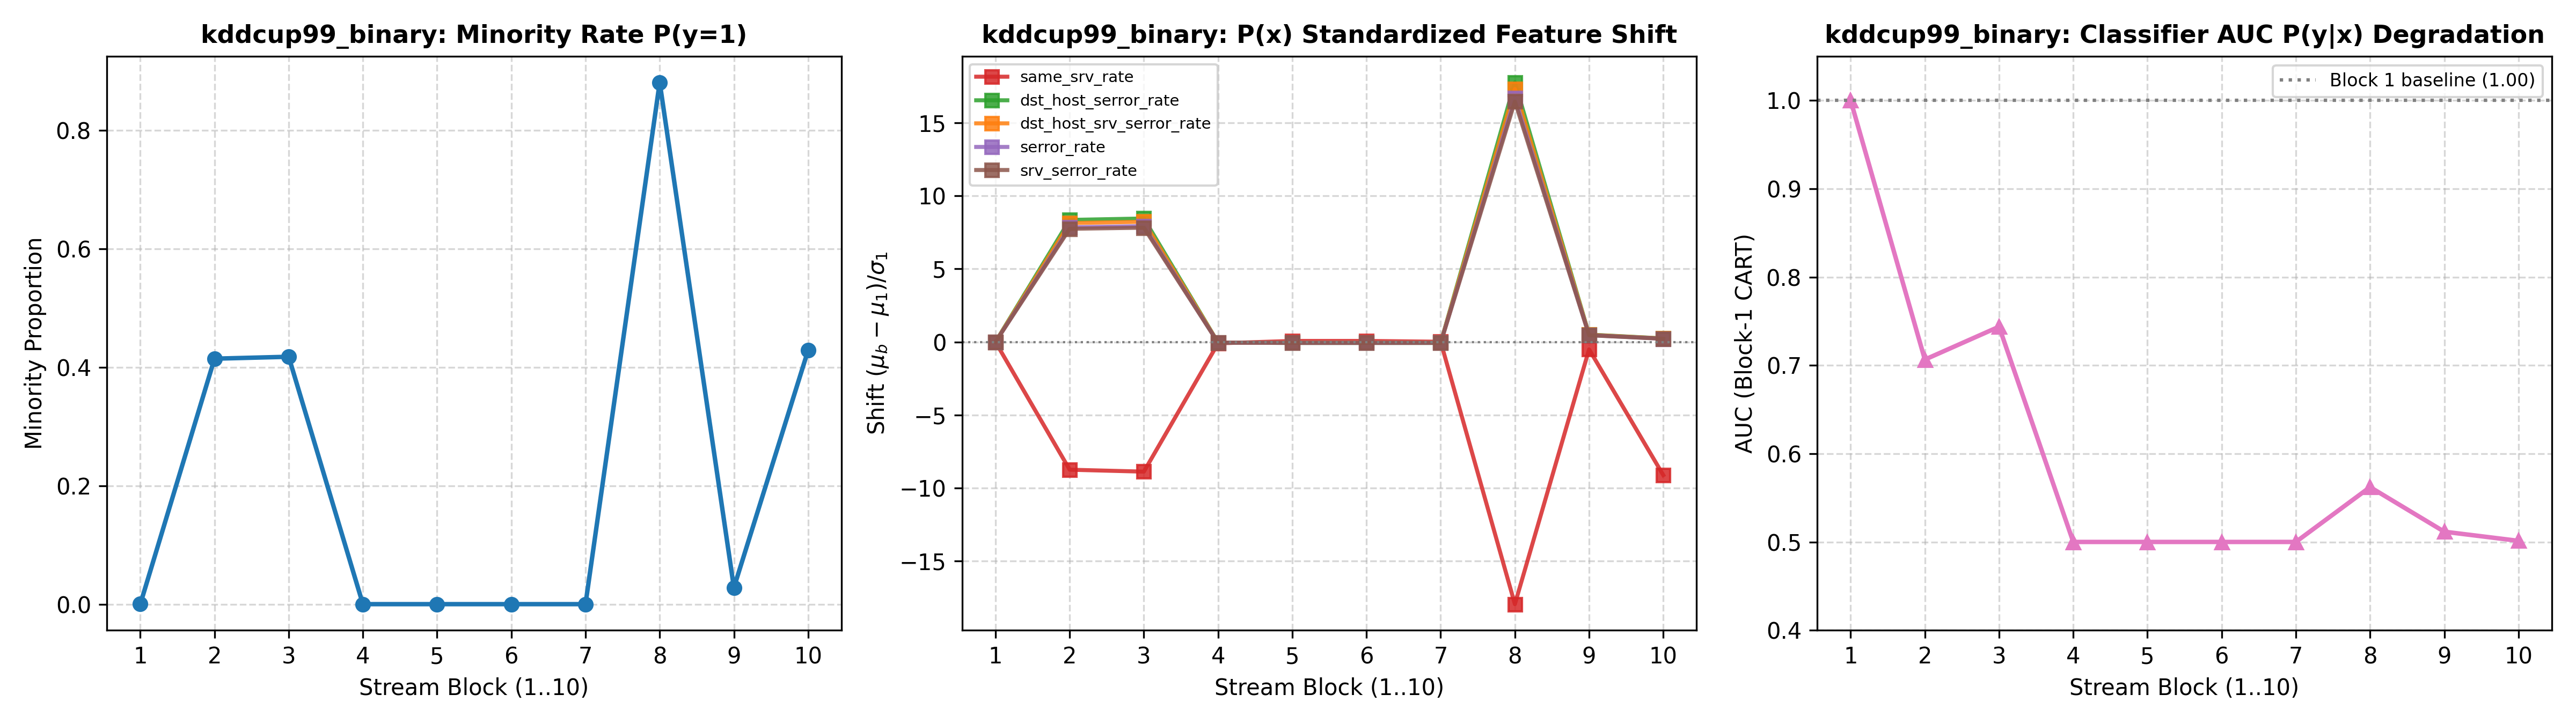 kddcup99_binary: Minority Rate P(y=1)
Minority Proportion
0.8
0.6
0.4
0.2
0.0
1 2 3 4 5 6 7 8 9 10
Stream Block (1..10)
kddcup99_binary: P(x) Standardized Feature Shift
same_srv_rate
dst_host_serror_rate
dst_host_srv_serror_rate
serror_rate
srv_serror_rate
Shift (μb − μ1)/σ1
15
10
5
0
−5
−10
−15
1 2 3 4 5 6 7 8 9 10
Stream Block (1..10)
kddcup99_binary: Classifier AUC P(y|x) Degradation
Block 1 baseline (1.00)
AUC (Block-1 CART)
1.0
0.9
0.8
0.7
0.6
0.5
0.4
1 2 3 4 5 6 7 8 9 10
Stream Block (1..10)